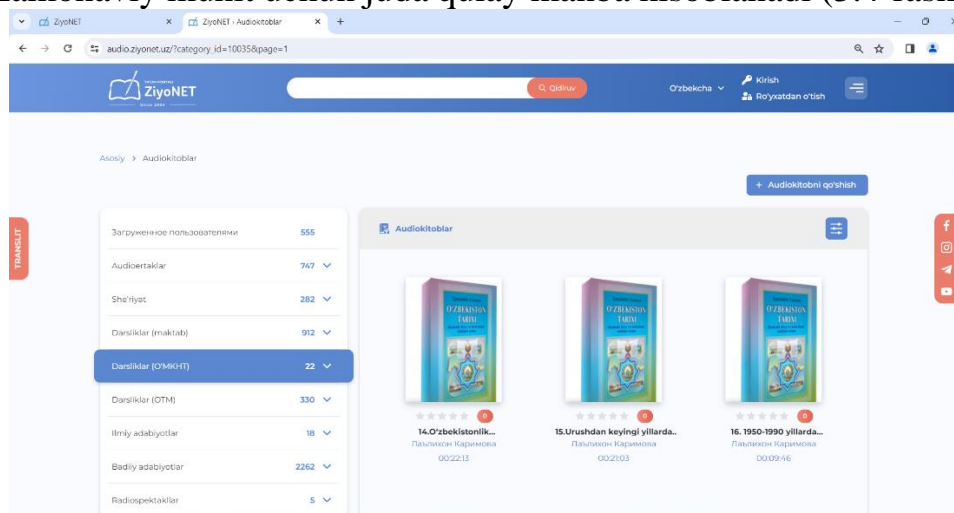 ZiyoNET
ZiyoNET - Audiokitoblar
audio.ziyonet.uz/?category_id=10035&page=1
ZiyoNET
Qidiruv
O'zbekcha
Kirish
Ro'yxatdan o'tish
Asosiy > Audiokitoblar
+ Audiokitobni qo'shish
TRANSLIT
Загруженное пользователями 555
Audioertaklar 747
She'riyat 282
Darsliklar (maktab) 912
Darsliklar (O'MKHT) 22
Darsliklar (OTM) 330
Ilmiy adabiyotlar 18
Badiiy adabiyotlar 2262
Radiospektakllar 5
Audiokitoblar
O'ZBEKISTON
TARIXI
O'ZBEKISTON
TARIXI
O'ZBEKISTON
TARIXI
0
0
0
14.O'zbekistonlik...
15.Urushdan keyingi yillarda..
16. 1950-1990 yillarda...
Лаълихон Каримова
Лаълихон Каримова
Лаълихон Каримова
00:22:13
00:21:03
00:09:46